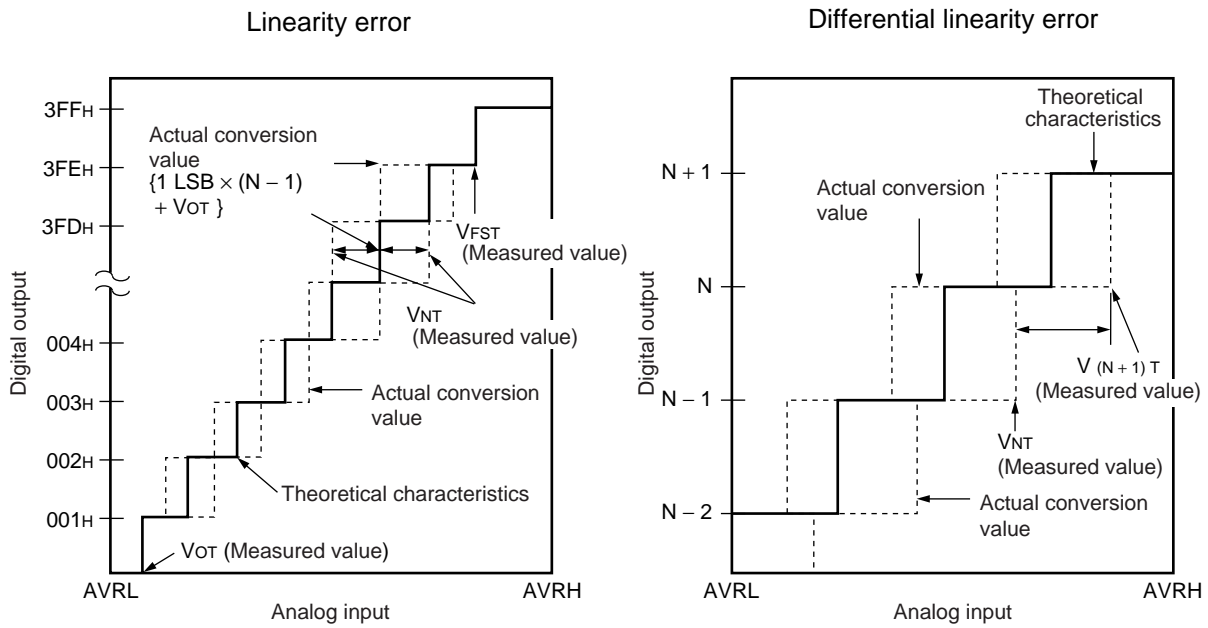 Linearity error
3FFH
3FEH
3FDH
004H
003H
002H
001H
Digital output
Actual conversion
value
{1 LSB × (N – 1)
+ VOT }
VFST
(Measured value)
VNT
(Measured value)
Actual conversion
value
Theoretical characteristics
VOT (Measured value)
AVRL
AVRH
Analog input
Differential linearity error
N + 1
N
N – 1
N – 2
Digital output
Theoretical
characteristics
Actual conversion
value
V (N + 1) T
(Measured value)
VNT
(Measured value)
Actual conversion
value
AVRL
AVRH
Analog input